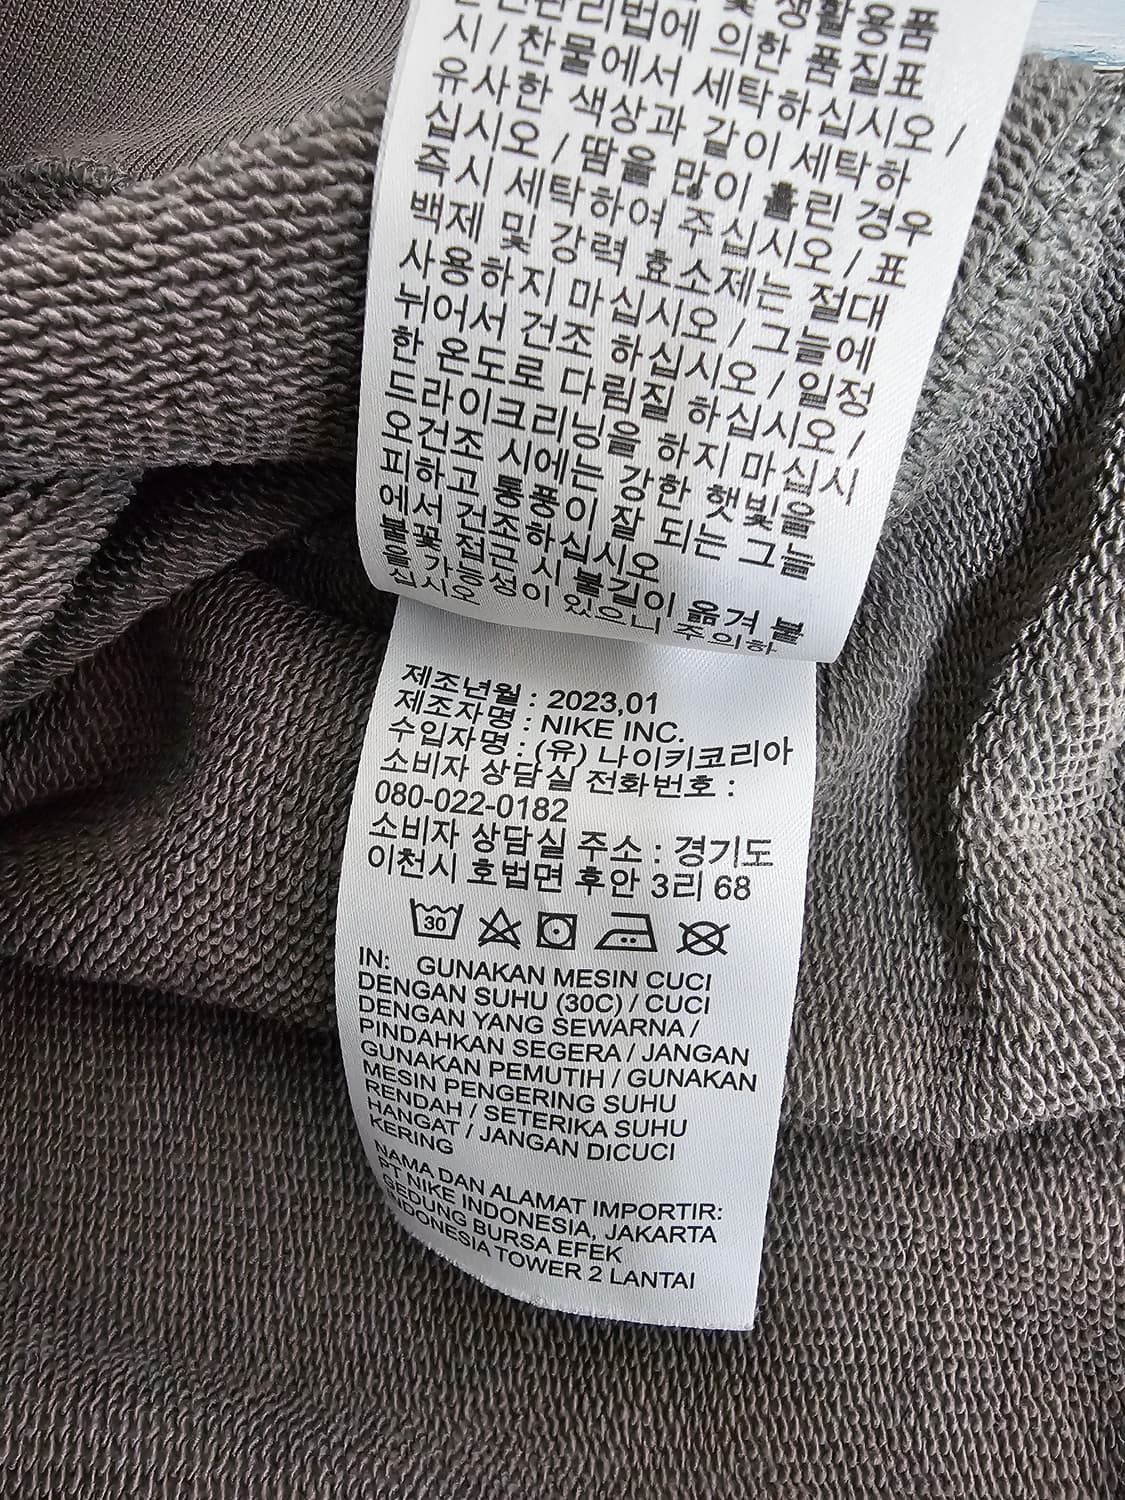 생활용품
의한 품질표
시 / 찬물에서 세탁하십시오 /
유사한 색상과 같이 세탁하
십시오 / 땀을 많이 흘린 경우
즉시 세탁하여 주십시오 / 표
백제 및 강력 효소제는 절대
사용하지 마십시오 / 그늘에
뉘어서 건조 하십시오 / 일정
한 온도로 다림질 하십시오 /
드라이크리닝을 하지 마십시
오건조 시에는 강한 햇빛을
피하고 통풍이 잘 되는 그늘
에서 건조하십시오
불꽃 접근 시 불길이 옮겨 붙
을 가능성이 있으니 주의하
십시오
제조년월 : 2023,01
제조자명 : NIKE INC.
수입자명 : (유) 나이키코리아
소비자 상담실 전화번호 :
080-022-0182
소비자 상담실 주소 : 경기도
이천시 호법면 후안 3리 68
30
IN: GUNAKAN MESIN CUCI
DENGAN SUHU (30C) / CUCI
DENGAN YANG SEWARNA /
PINDAHKAN SEGERA / JANGAN
GUNAKAN PEMUTIH / GUNAKAN
MESIN PENGERING SUHU
RENDAH / SETERIKA SUHU
HANGAT / JANGAN DICUCI
KERING
NAMA DAN ALAMAT IMPORTIR:
PT NIKE INDONESIA, JAKARTA
GEDUNG BURSA EFEK
INDONESIA TOWER 2 LANTAI